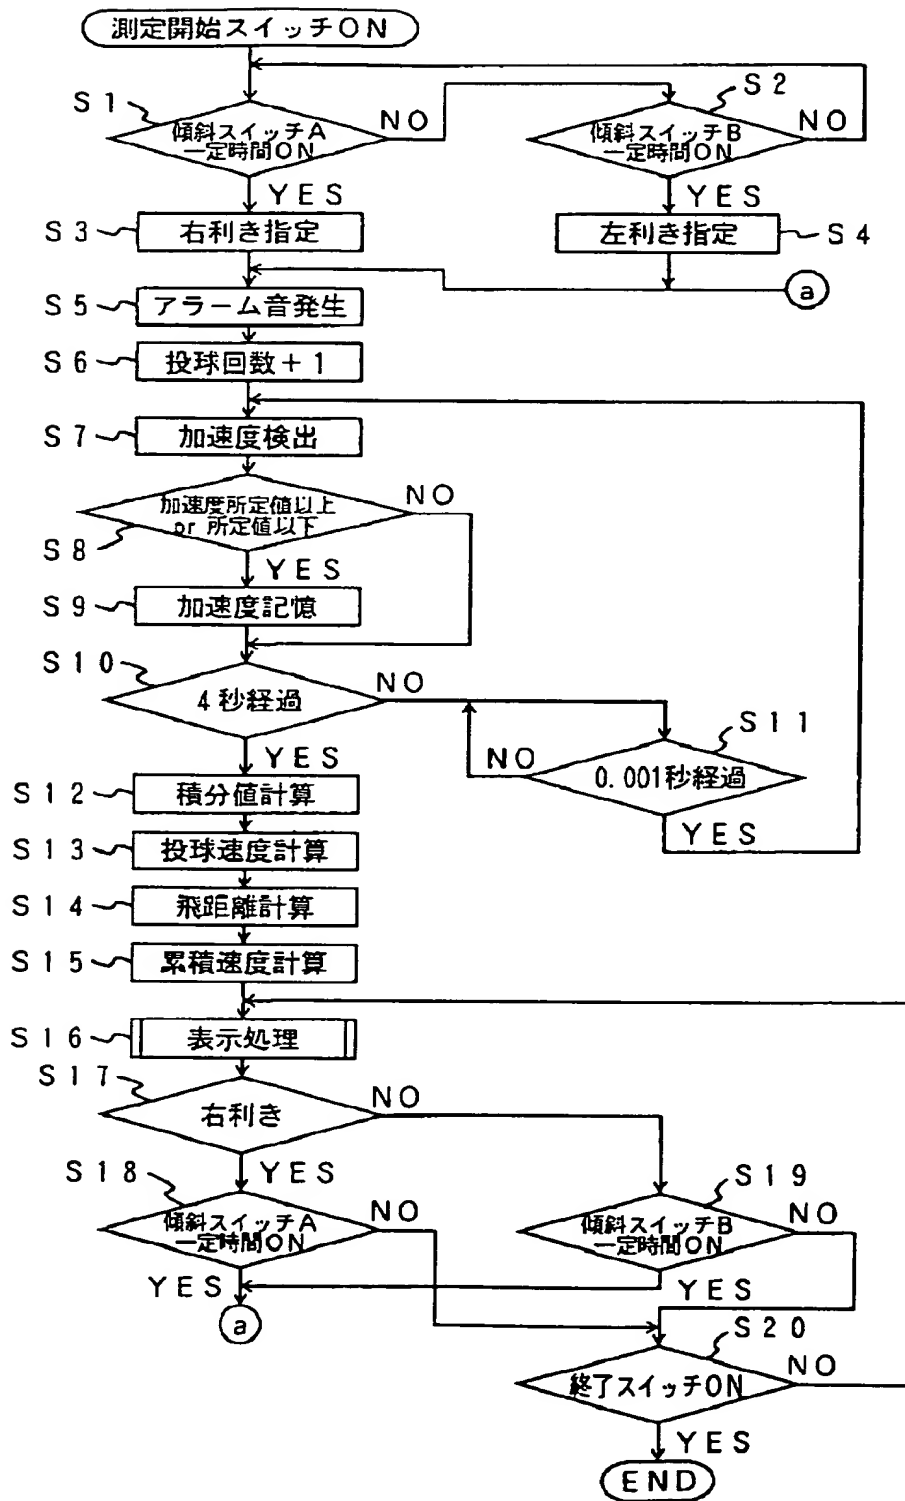 測定開始スイッチON
S1
傾斜スイッチA
一定時間ON
NO
S2
傾斜スイッチB
一定時間ON
NO
YES
YES
S3
右利き指定
左利き指定
S4
a
S5
アラーム音発生
S6
投球回数+1
S7
加速度検出
S8
加速度所定値以上
or 所定値以下
NO
YES
S9
加速度記憶
S10
4秒経過
NO
S11
0.001秒経過
NO
YES
YES
S12
積分値計算
S13
投球速度計算
S14
飛距離計算
S15
累積速度計算
S16
表示処理
S17
右利き
NO
YES
S18
傾斜スイッチA
一定時間ON
NO
S19
傾斜スイッチB
一定時間ON
NO
YES
YES
a
S20
終了スイッチON
NO
YES
END